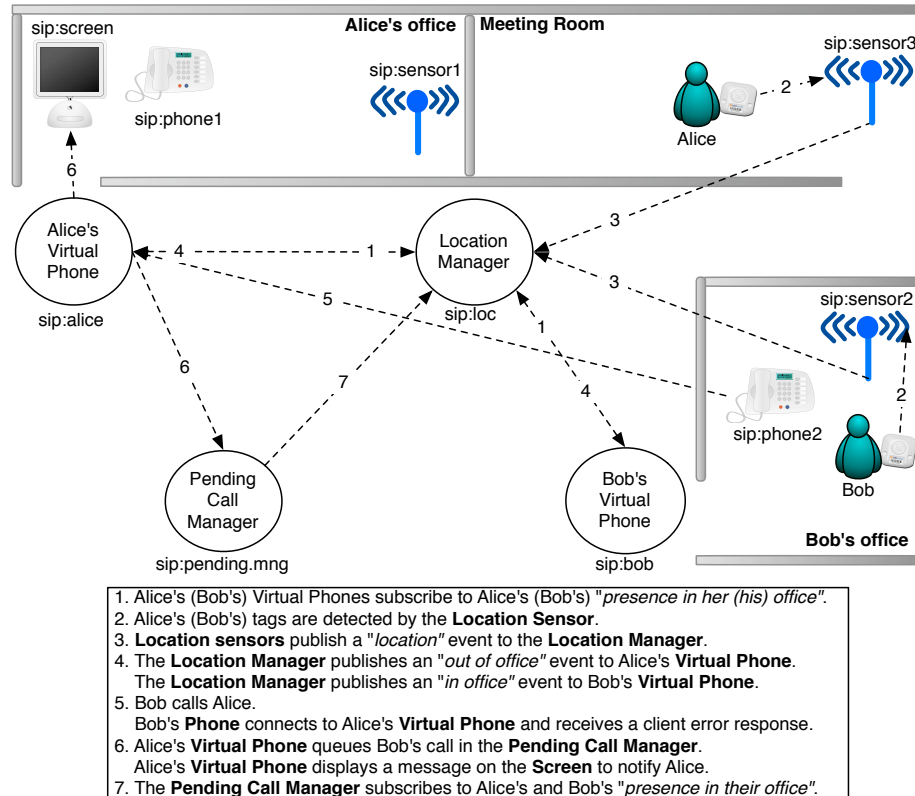 Alice's office
Meeting Room
sip:screen
sip:phone1
sip:sensor1
sip:sensor3
2
Alice
6
3
Alice's
Virtual
Phone
sip:alice
4
1
Location
Manager
sip:loc
3
5
1
4
6
7
sip:sensor2
2
sip:phone2
Bob
Bob's office
Pending
Call
Manager
sip:pending.mng
Bob's
Virtual
Phone
sip:bob
1. Alice's (Bob's) Virtual Phones subscribe to Alice's (Bob's) "presence in her (his) office".
2. Alice's (Bob's) tags are detected by the Location Sensor.
3. Location sensors publish a "location" event to the Location Manager.
4. The Location Manager publishes an "out of office" event to Alice's Virtual Phone.
The Location Manager publishes an "in office" event to Bob's Virtual Phone.
5. Bob calls Alice.
Bob's Phone connects to Alice's Virtual Phone and receives a client error response.
6. Alice's Virtual Phone queues Bob's call in the Pending Call Manager.
Alice's Virtual Phone displays a message on the Screen to notify Alice.
7. The Pending Call Manager subscribes to Alice's and Bob's "presence in their office".